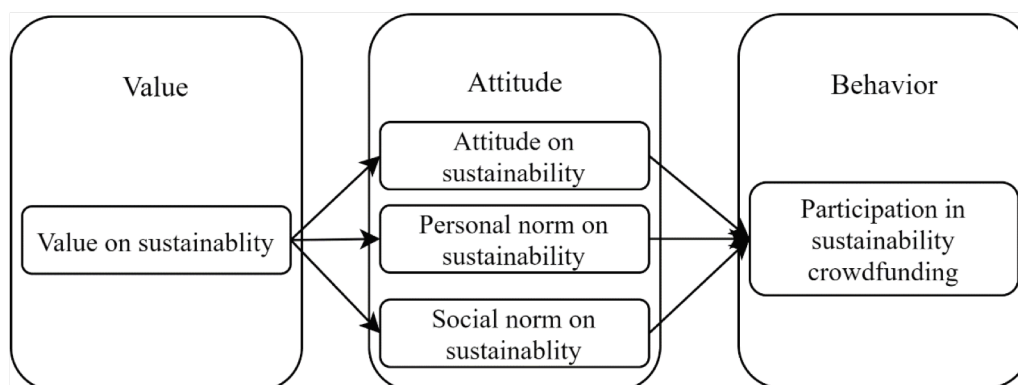 Value
Value on sustainablity
Attitude
Attitude on
sustainability
Personal norm on
sustainability
Social norm on
sustainablity
Behavior
Participation in
sustainability
crowdfunding